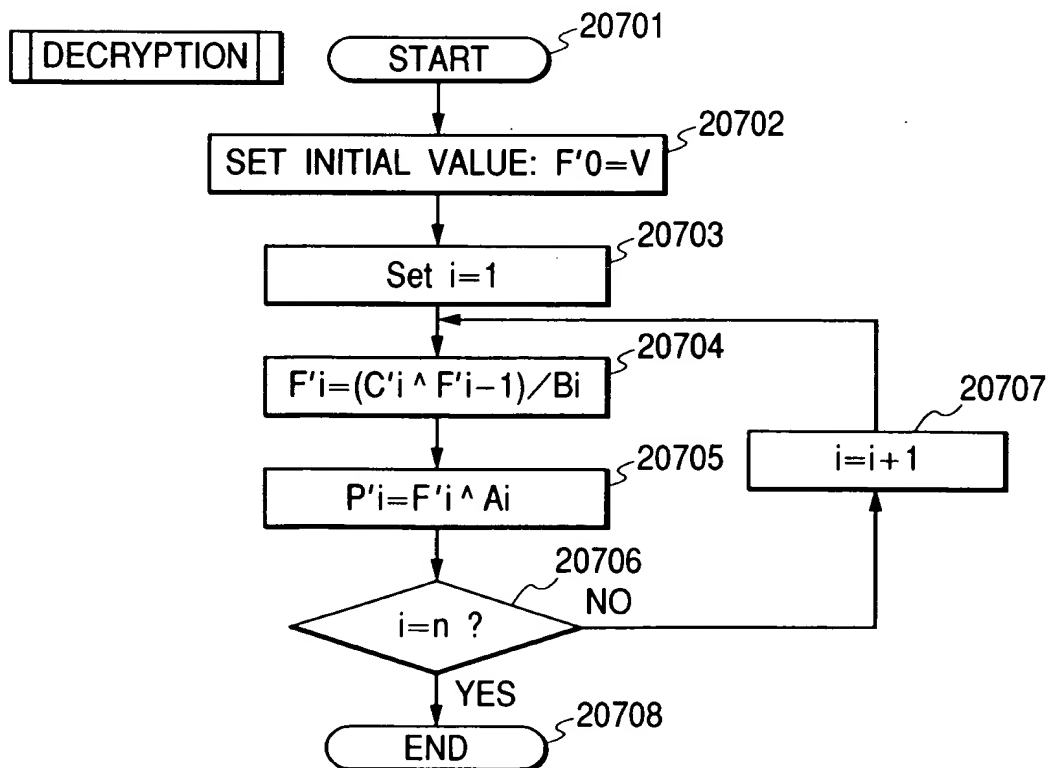 DECRYPTION
START
20701
SET INITIAL VALUE: F'0=V
20702
Set i=1
20703
F'i=(C'i ^ F'i-1)/Bi
20704
i=i+1
20707
P'i=F'i ^ Ai
20705
i=n ?
20706
NO
YES
END
20708